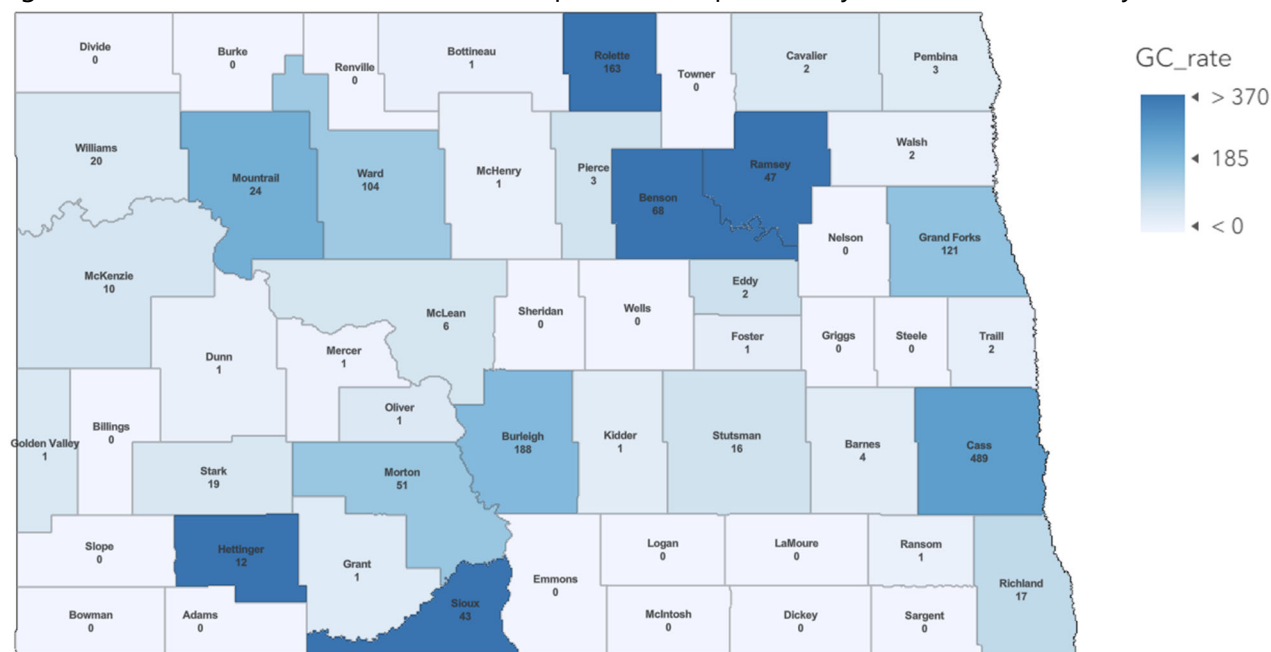 Divide
0
Burke
0
Renville
0
Bottineau
1
Rolette
163
Towner
0
Cavalier
2
Pembina
3
GC_rate
> 370
185
< 0
Williams
20
Mountrail
24
Ward
104
McHenry
1
Pierce
3
Benson
68
Ramsey
47
Walsh
2
Nelson
0
Grand Forks
121
McKenzie
10
Dunn
1
McLean
6
Mercer
1
Oliver
1
Sheridan
0
Wells
0
Eddy
2
Foster
1
Griggs
0
Steele
0
Traill
2
Golden Valley
1
Billings
0
Stark
19
Morton
51
Burleigh
188
Kidder
1
Stutsman
16
Barnes
4
Cass
489
Slope
0
Hettinger
12
Grant
1
Sioux
43
Emmons
0
Logan
0
LaMoure
0
Ransom
1
Richland
17
Bowman
0
Adams
0
McIntosh
0
Dickey
0
Sargent
0